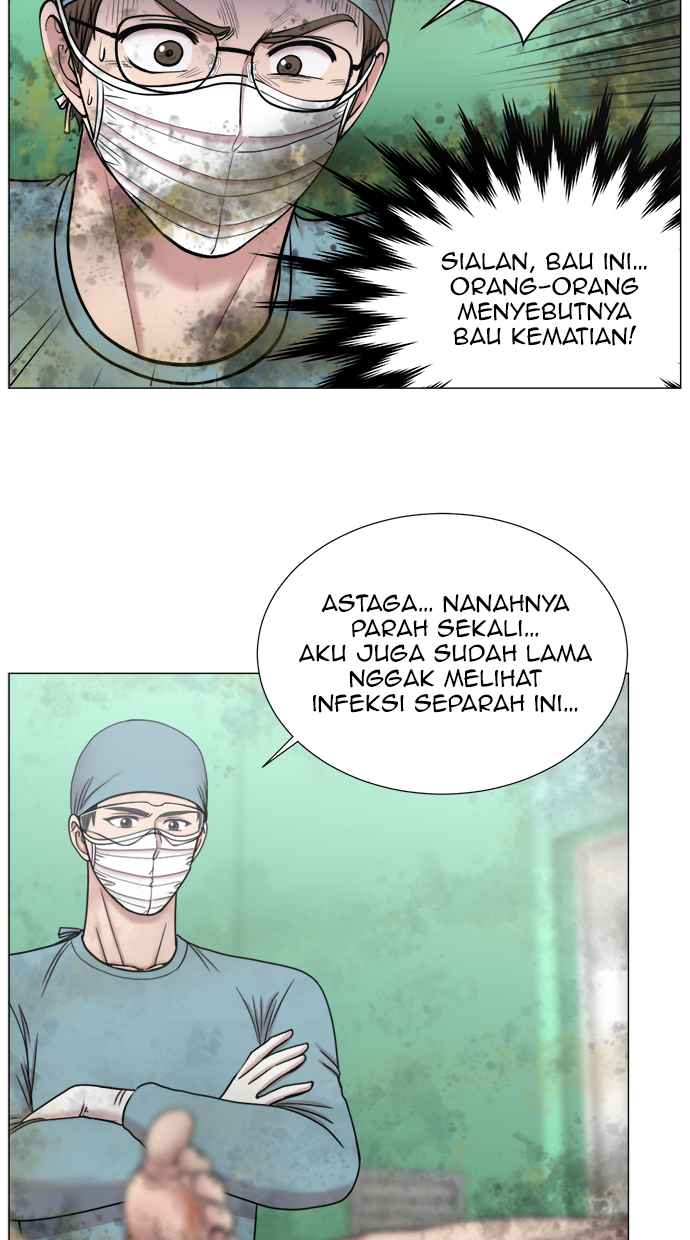 SIALAN, BAU INI...
ORANG-ORANG
MENYEBUTNYA
BAU KEMATIAN!
ASTAGA... NANAHNYA
PARAH SEKALI...
AKU JUGA SUDAH LAMA
NGGAK MELIHAT
INFEKSI SEPARAH INI...